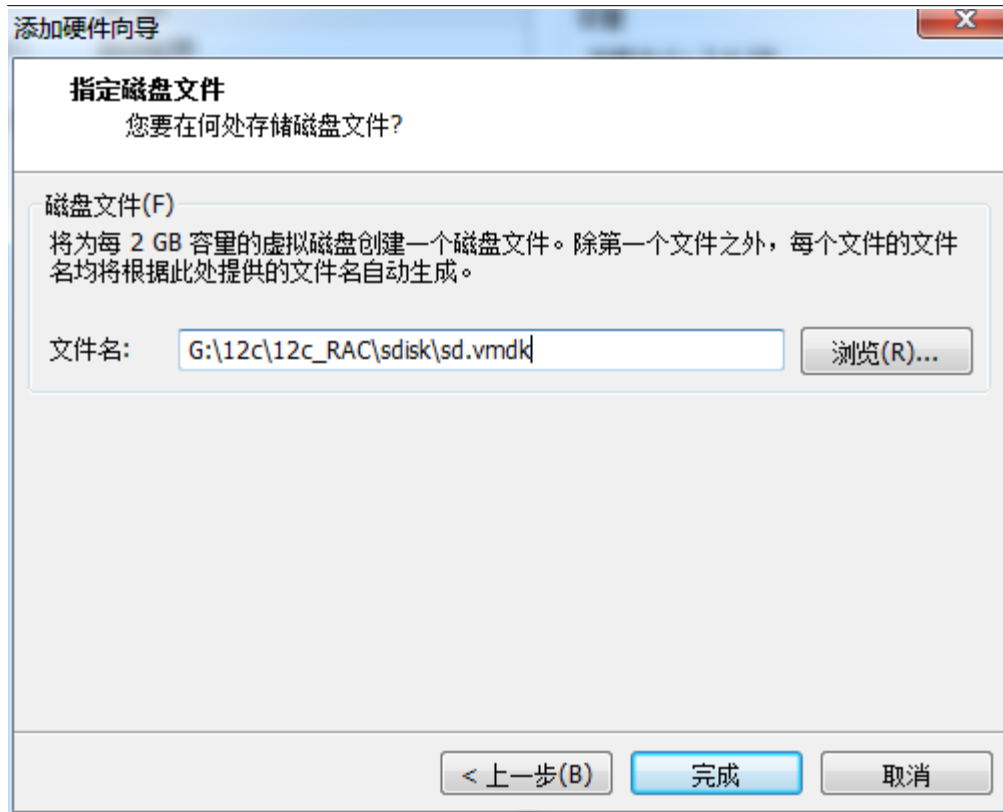 添加硬件向导
指定磁盘文件
您要在何处存储磁盘文件?
磁盘文件(F)
将为每 2 GB 容量的虚拟磁盘创建一个磁盘文件。除第一个文件之外，每个文件的文件
名均将根据此处提供的文件名自动生成。
文件名: G:\12c\12c_RAC\sdisk\sd.vmdk 浏览(R)...
< 上一步(B) 完成 取消